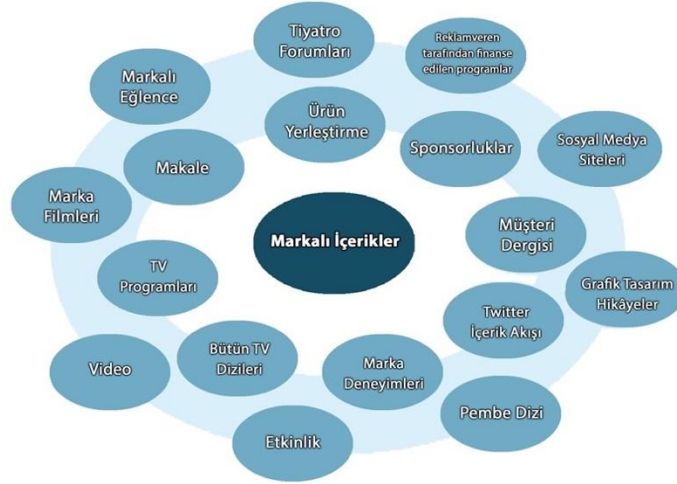 Tiyatro
Forumları
Reklamveren
tarafından finanse
edilen programlar
Markalı
Eğlence
Ürün
Yerleştirme
Sponsorluklar
Sosyal Medya
Siteleri
Makale
Marka
Filmleri
Markalı İçerikler
Müşteri
Dergisi
TV
Programları
Grafik Tasarım
Hikâyeler
Twitter
İçerik Akışı
Video
Bütün TV
Dizileri
Marka
Deneyimleri
Pembe Dizi
Etkinlik